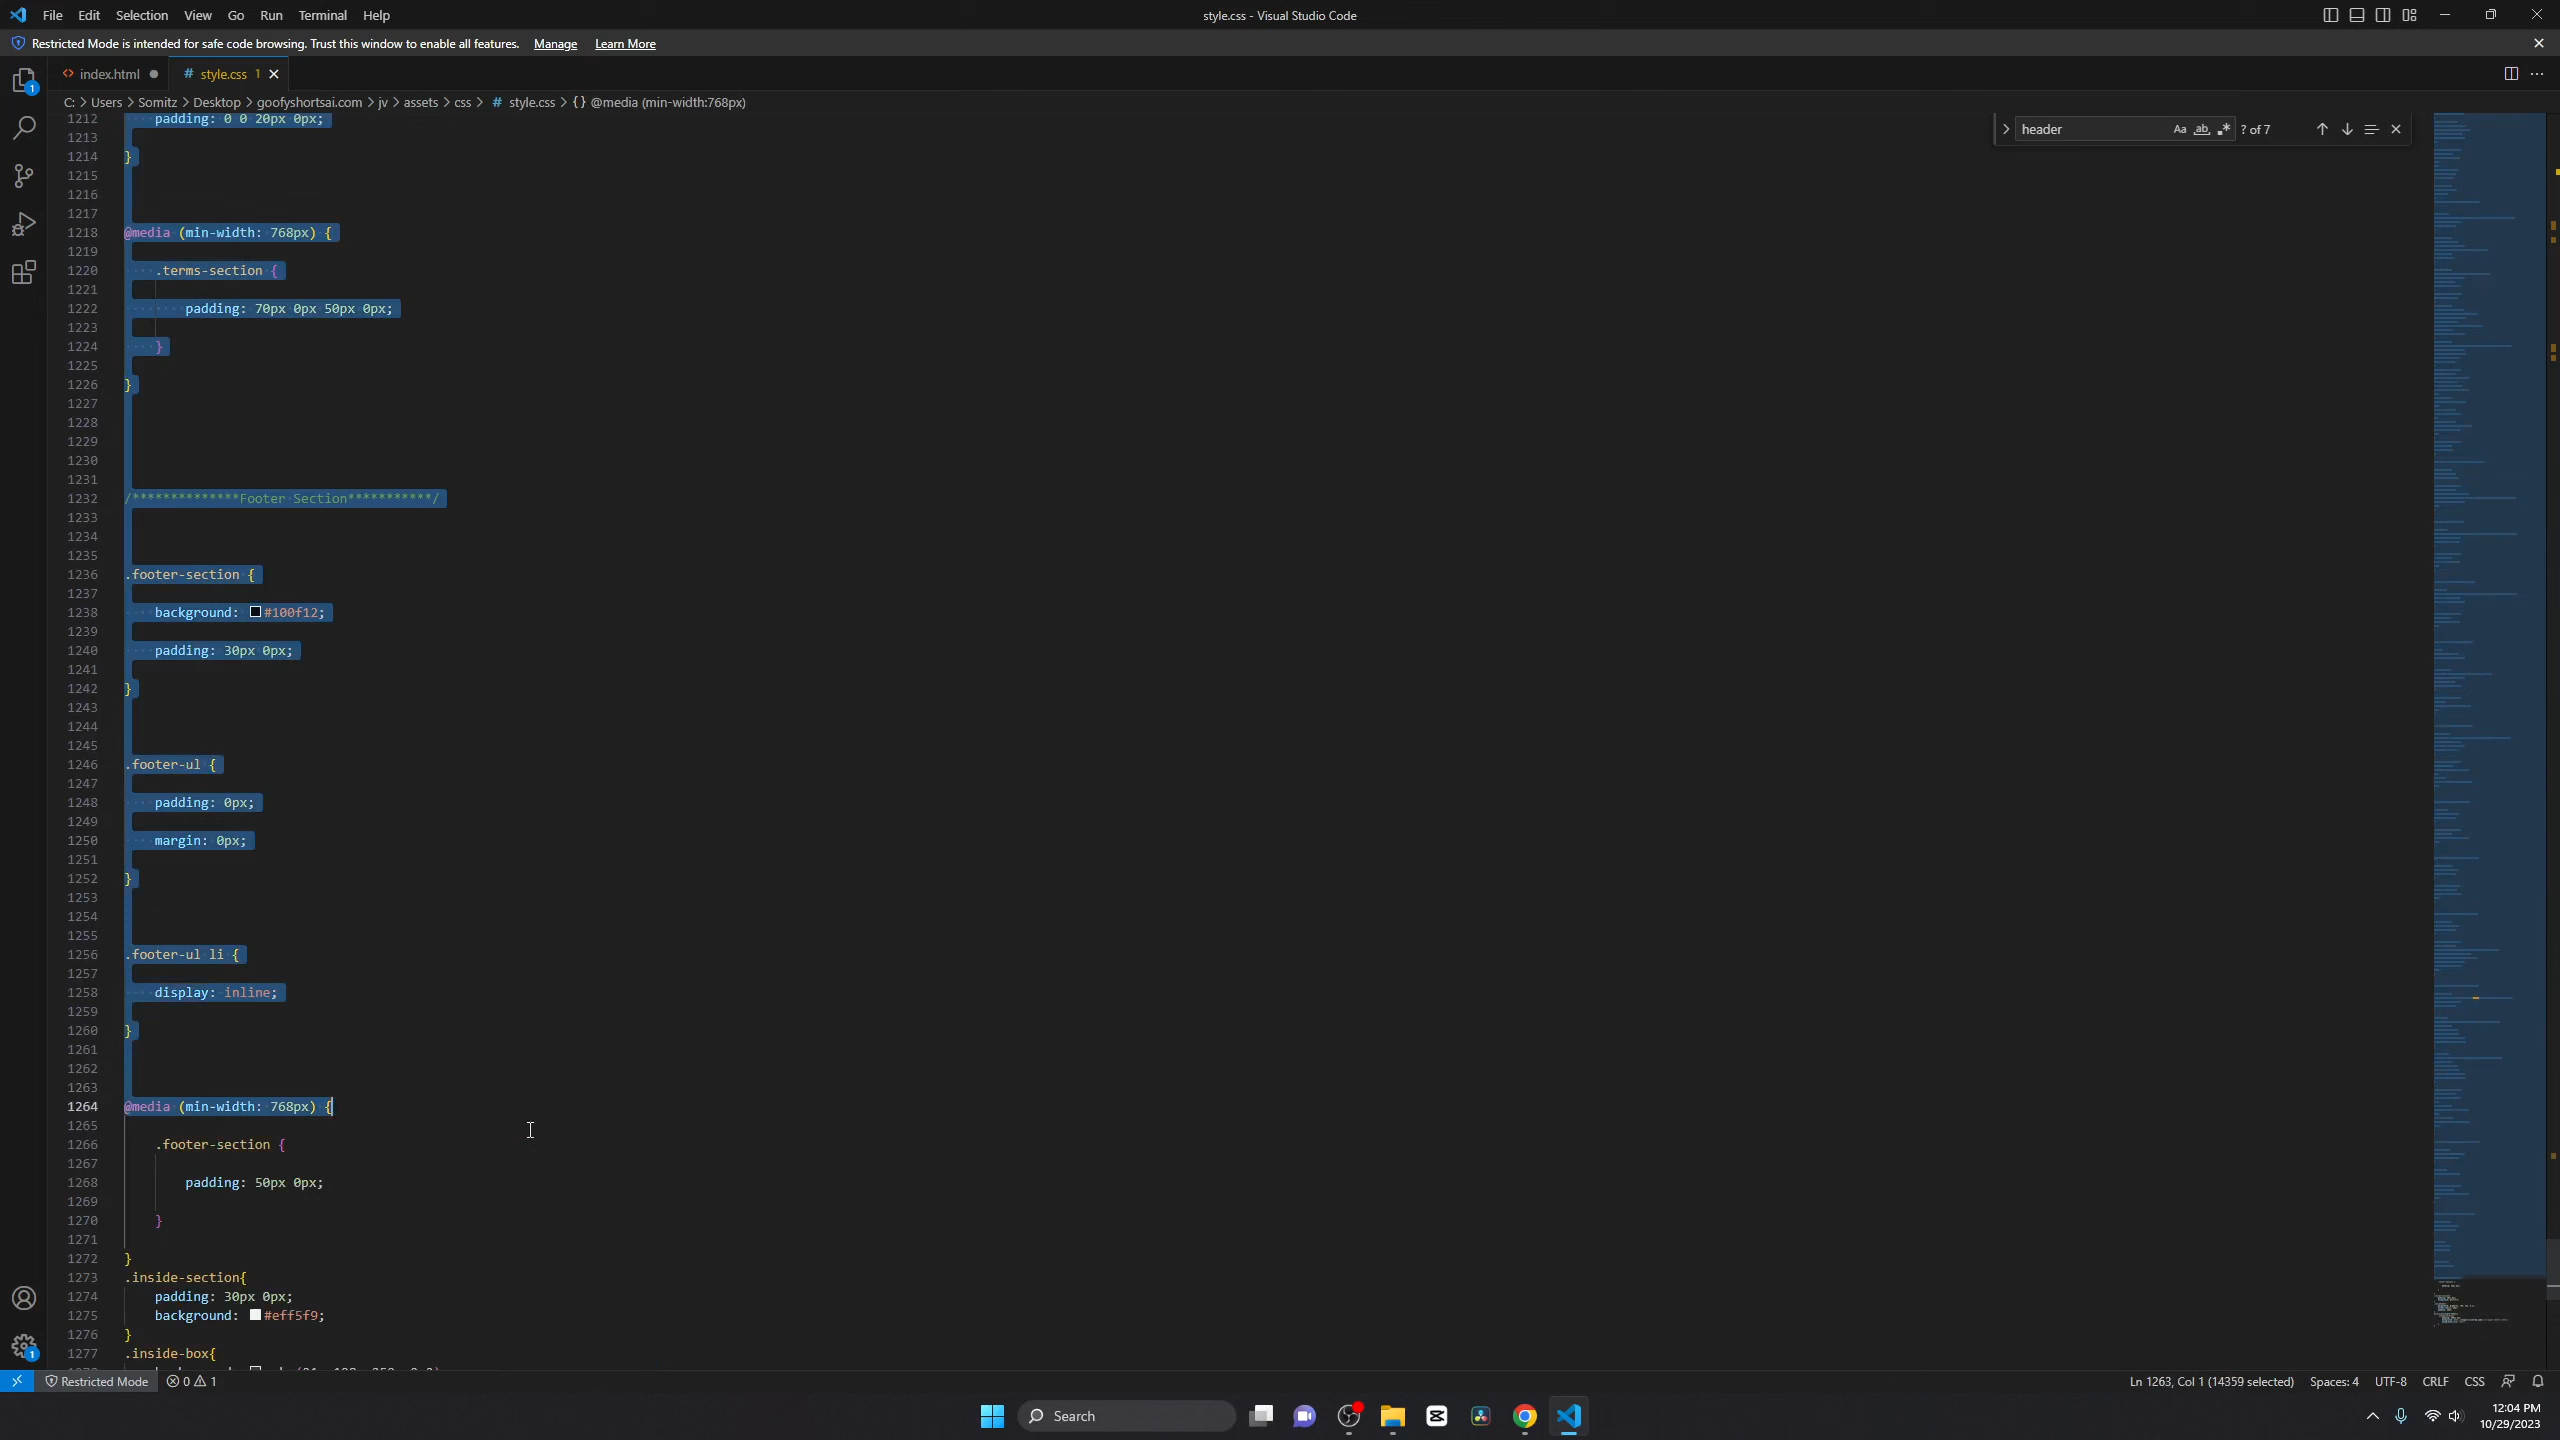 File Edit Selection View Go Run Terminal Help style.css - Visual Studio Code
Restricted Mode is intended for safe code browsing. Trust this window to enable all features. Manage Learn More
index.html style.css 1
C: > Users > Somitz > Desktop > goofyshortsai.com > jv > assets > css > # style.css > {} @media (min-width:768px)
header Aa ab .* ? of 7
1212 padding: 0 0 20px 0px;
1213
1214 }
1215
1216
1217
1218 @media (min-width: 768px) {
1219
1220 .terms-section {
1221
1222 padding: 70px 0px 50px 0px;
1223
1224 }
1225
1226 }
1227
1228
1229
1230
1231
1232 /**************Footer Section***********/
1233
1234
1235
1236 .footer-section {
1237
1238 background: #100f12;
1239
1240 padding: 30px 0px;
1241
1242 }
1243
1244
1245
1246 .footer-ul {
1247
1248 padding: 0px;
1249
1250 margin: 0px;
1251
1252 }
1253
1254
1255
1256 .footer-ul li {
1257
1258 display: inline;
1259
1260 }
1261
1262
1263
1264 @media (min-width: 768px) {
1265
1266 .footer-section {
1267
1268 padding: 50px 0px;
1269
1270 }
1271
1272 }
1273 .inside-section{
1274 padding: 30px 0px;
1275 background: #eff5f9;
1276 }
1277 .inside-box{
Restricted Mode 0 1 Ln 1263, Col 1 (14359 selected) Spaces: 4 UTF-8 CRLF CSS
Search
12:04 PM
10/29/2023